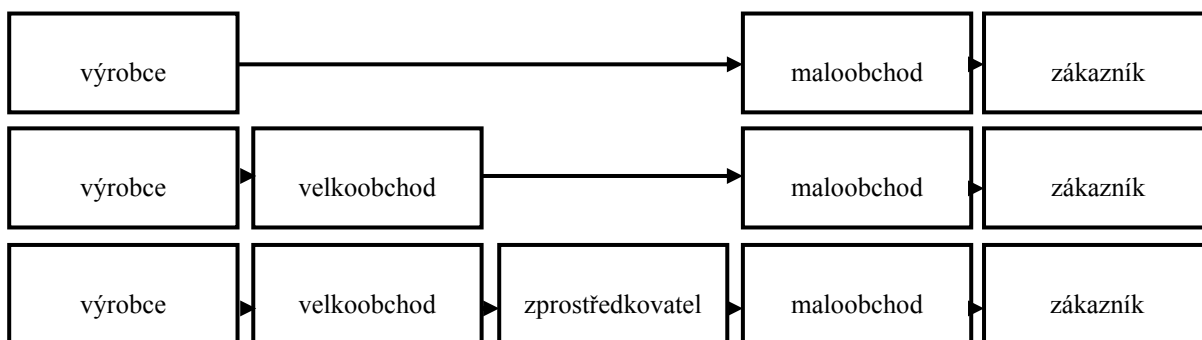 výrobce maloobchod zákazník
výrobce velkoobchod maloobchod zákazník
výrobce velkoobchod zprostředkovatel maloobchod zákazník